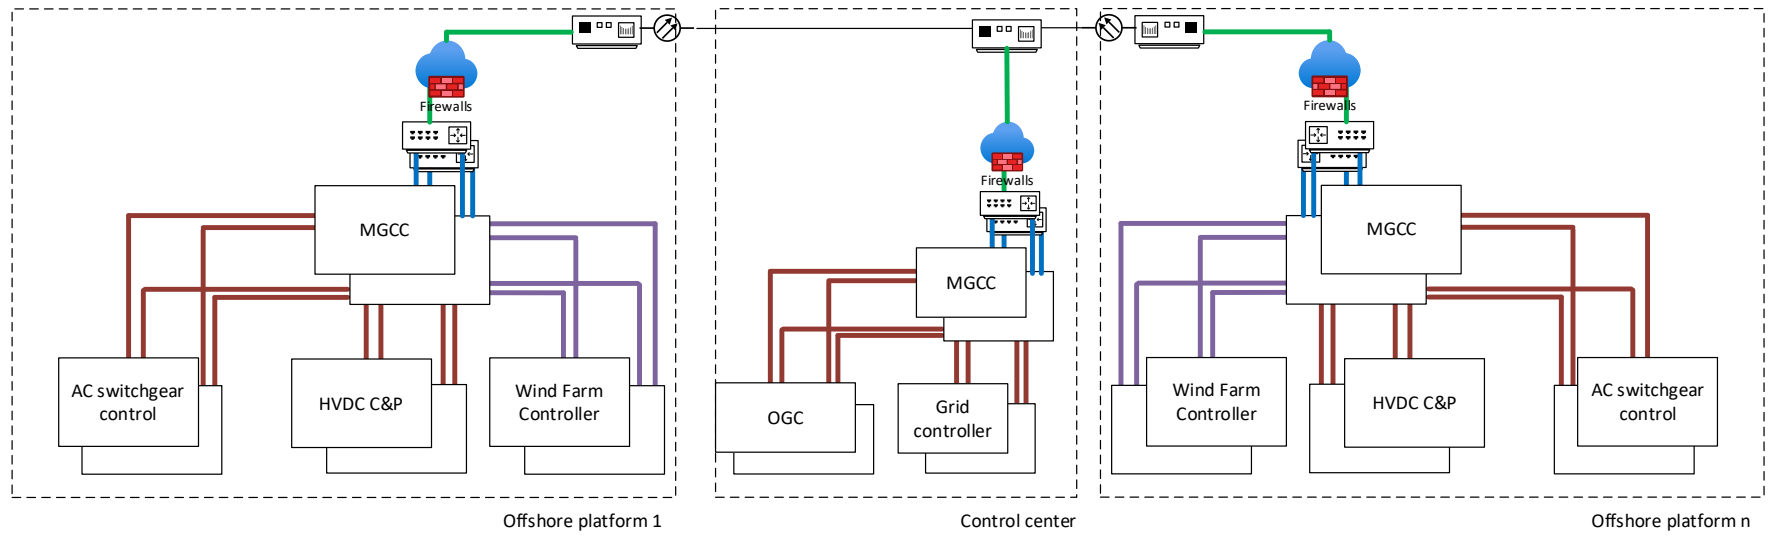 Firewalls
MGCC
AC switchgear
control
HVDC C&P
Wind Farm
Controller
Offshore platform 1
Firewalls
MGCC
OGC
Grid
controller
Control center
Firewalls
MGCC
Wind Farm
Controller
HVDC C&P
AC switchgear
control
Offshore platform n